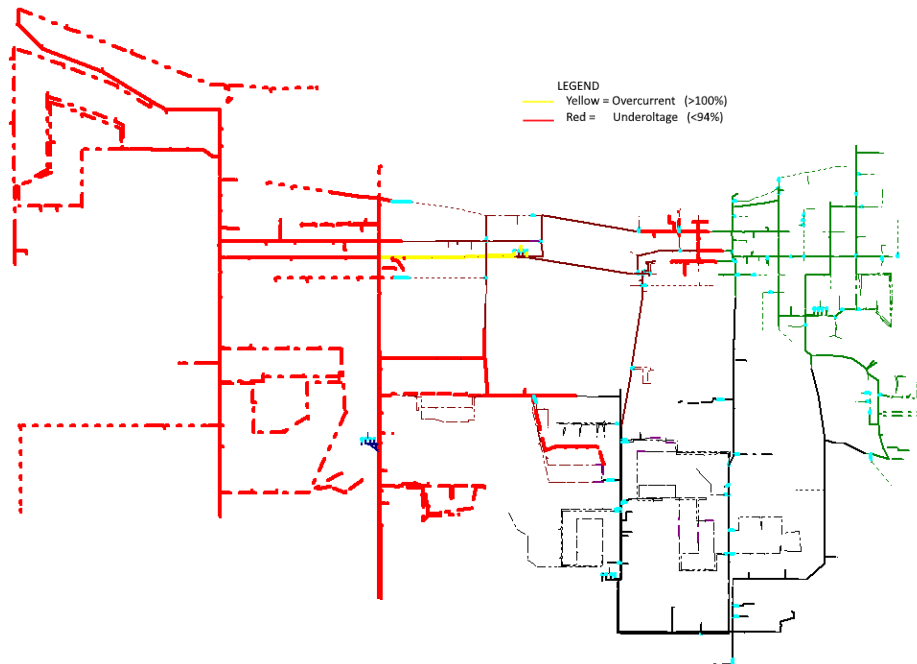 LEGEND
Yellow = Overcurrent (>100%)
Red = Underoltage (<94%)